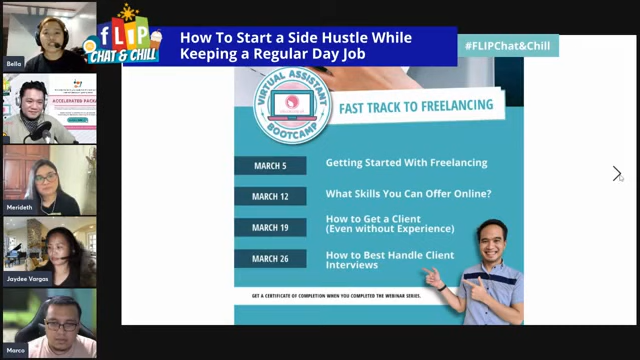 FLIP
CHAT & CHILL
How To Start a Side Hustle While
Keeping a Regular Day Job
#FLIPChat&Chill
Bella
ACCELERATED
Merideth
Jaydee Vargas
Marco
VIRTUAL ASSISTANT
BOOTCAMP
FAST TRACK TO FREELANCING
MARCH 5
Getting Started With Freelancing
MARCH 12
What Skills You Can Offer Online?
MARCH 19
How to Get a Client
(Even without Experience)
MARCH 26
How to Best Handle Client
Interviews
GET A CERTIFICATE OF COMPLETION WHEN YOU COMPLETED THE WEBINAR SERIES.